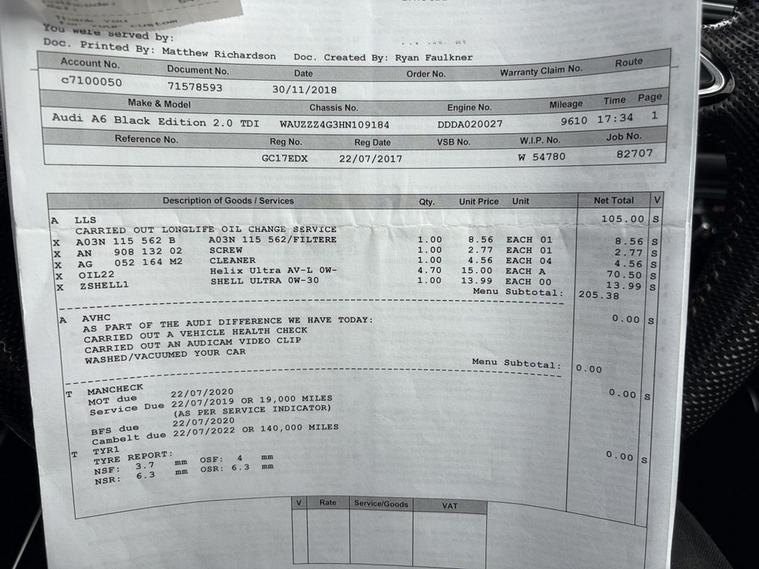 Thank you
for your custom
You were served by:
Doc. Printed By: Matthew Richardson Doc. Created By: Ryan Faulkner
Account No. Document No. Date Order No. Warranty Claim No. Route
c7100050 71578593 30/11/2018
Make & Model Chassis No. Engine No. Mileage Time Page
Audi A6 Black Edition 2.0 TDI WAUZZZ4G3HN109184 DDDA020027 9610 17:34 1
Reference No. Reg No. Reg Date VSB No. W.I.P. No. Job No.
GC17EDX 22/07/2017 W 54780 82707
Description of Goods / Services Qty. Unit Price Unit Net Total V
A LLS 105.00 S
CARRIED OUT LONGLIFE OIL CHANGE SERVICE
X A03N 115 562 B A03N 115 562/FILTERE 1.00 8.56 EACH 01 8.56 S
X AN 908 132 02 SCREW 1.00 2.77 EACH 01 2.77 S
X AG 052 164 M2 CLEANER 1.00 4.56 EACH 04 4.56 S
X OIL22 Helix Ultra AV-L 0W- 4.70 15.00 EACH A 70.50 S
X ZSHELL1 SHELL ULTRA 0W-30 1.00 13.99 EACH 00 13.99 S
Menu Subtotal: 205.38
A AVHC 0.00 S
AS PART OF THE AUDI DIFFERENCE WE HAVE TODAY:
CARRIED OUT A VEHICLE HEALTH CHECK
CARRIED OUT AN AUDICAM VIDEO CLIP
WASHED/VACUUMED YOUR CAR
Menu Subtotal: 0.00
T MANCHECK 0.00 S
MOT due 22/07/2020
Service Due 22/07/2019 OR 19,000 MILES
(AS PER SERVICE INDICATOR)
BFS due 22/07/2020
Cambelt due 22/07/2022 OR 140,000 MILES
T TYR1 0.00 S
TYRE REPORT:
NSF: 3.7 mm OSF: 4 mm
NSR: 6.3 mm OSR: 6.3 mm
V Rate Service/Goods VAT